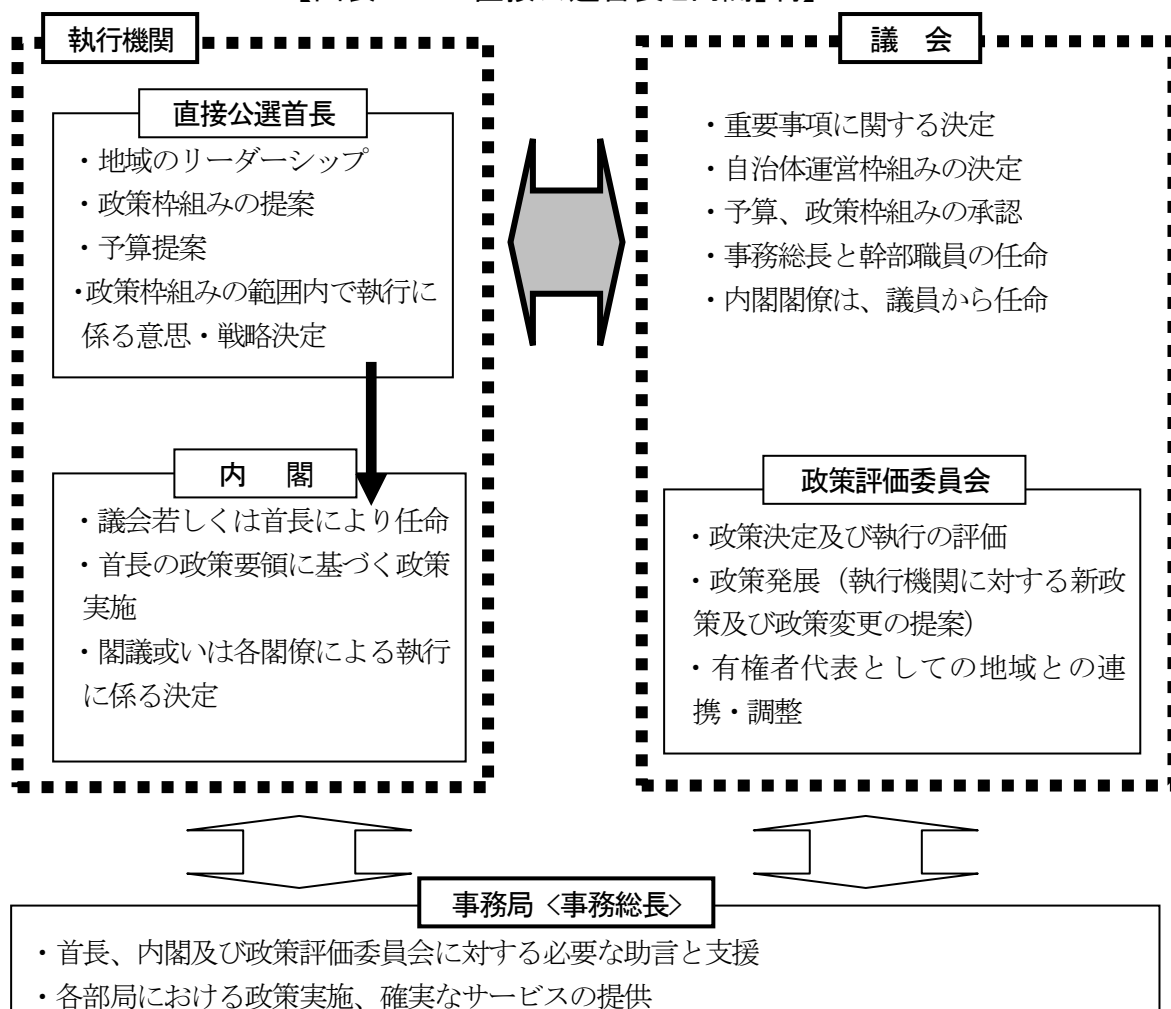 執行機関
直接公選首長
・地域のリーダーシップ
・政策枠組みの提案
・予算提案
・政策枠組みの範囲内で執行に
係る意思・戦略決定
内　閣
・議会若しくは首長により任命
・首長の政策要領に基づく政策
実施
・閣議或いは各閣僚による執行
に係る決定
議　会
・重要事項に関する決定
・自治体運営枠組みの決定
・予算、政策枠組みの承認
・事務総長と幹部職員の任命
・内閣閣僚は、議員から任命
政策評価委員会
・政策決定及び執行の評価
・政策発展（執行機関に対する新政
策及び政策変更の提案）
・有権者代表としての地域との連
携・調整
事務局〈事務総長〉
・首長、内閣及び政策評価委員会に対する必要な助言と支援
・各部局における政策実施、確実なサービスの提供